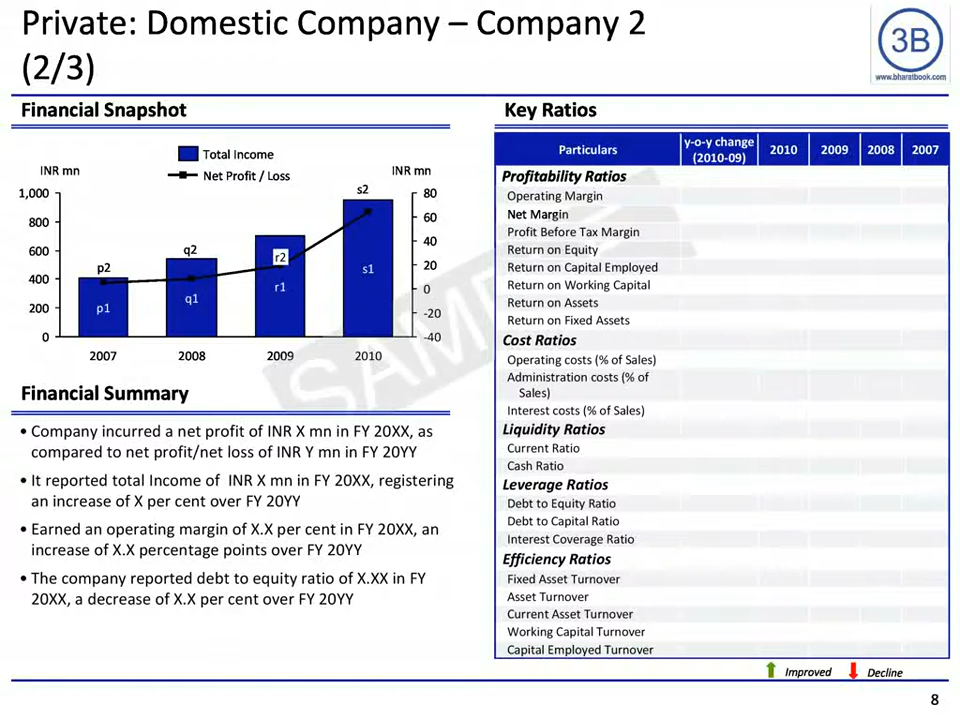 Private: Domestic Company – Company 2
(2/3)
3B
www.bharatbook.com
Financial Snapshot
Total Income
Net Profit / Loss
INR mn
INR mn
1,000
800
600
400
200
0
80
60
40
20
0
-20
-40
p2
q2
r2
s2
p1
q1
r1
s1
2007
2008
2009
2010
Financial Summary
• Company incurred a net profit of INR X mn in FY 20XX, as
compared to net profit/net loss of INR Y mn in FY 20YY
• It reported total Income of INR X mn in FY 20XX, registering
an increase of X per cent over FY 20YY
• Earned an operating margin of X.X per cent in FY 20XX, an
increase of X.X percentage points over FY 20YY
• The company reported debt to equity ratio of X.XX in FY
20XX, a decrease of X.X per cent over FY 20YY
Key Ratios
Particulars y-o-y change (2010-09) 2010 2009 2008 2007
Profitability Ratios
Operating Margin
Net Margin
Profit Before Tax Margin
Return on Equity
Return on Capital Employed
Return on Working Capital
Return on Assets
Return on Fixed Assets
Cost Ratios
Operating costs (% of Sales)
Administration costs (% of
Sales)
Interest costs (% of Sales)
Liquidity Ratios
Current Ratio
Cash Ratio
Leverage Ratios
Debt to Equity Ratio
Debt to Capital Ratio
Interest Coverage Ratio
Efficiency Ratios
Fixed Asset Turnover
Asset Turnover
Current Asset Turnover
Working Capital Turnover
Capital Employed Turnover
Improved
Decline
8